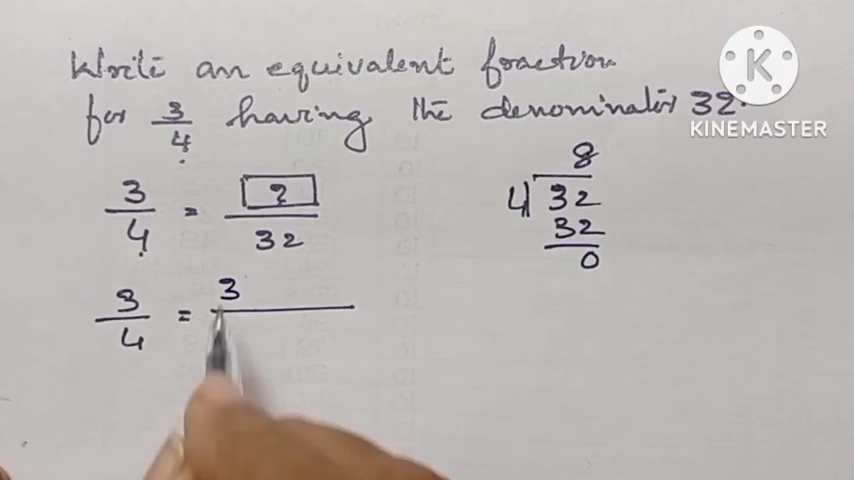 Write an equivalent fraction
for 3/4 having the denominator 32.
3/4 = ?/32
3/4 = 3
8
4 32
32
0
K
KINEMASTER